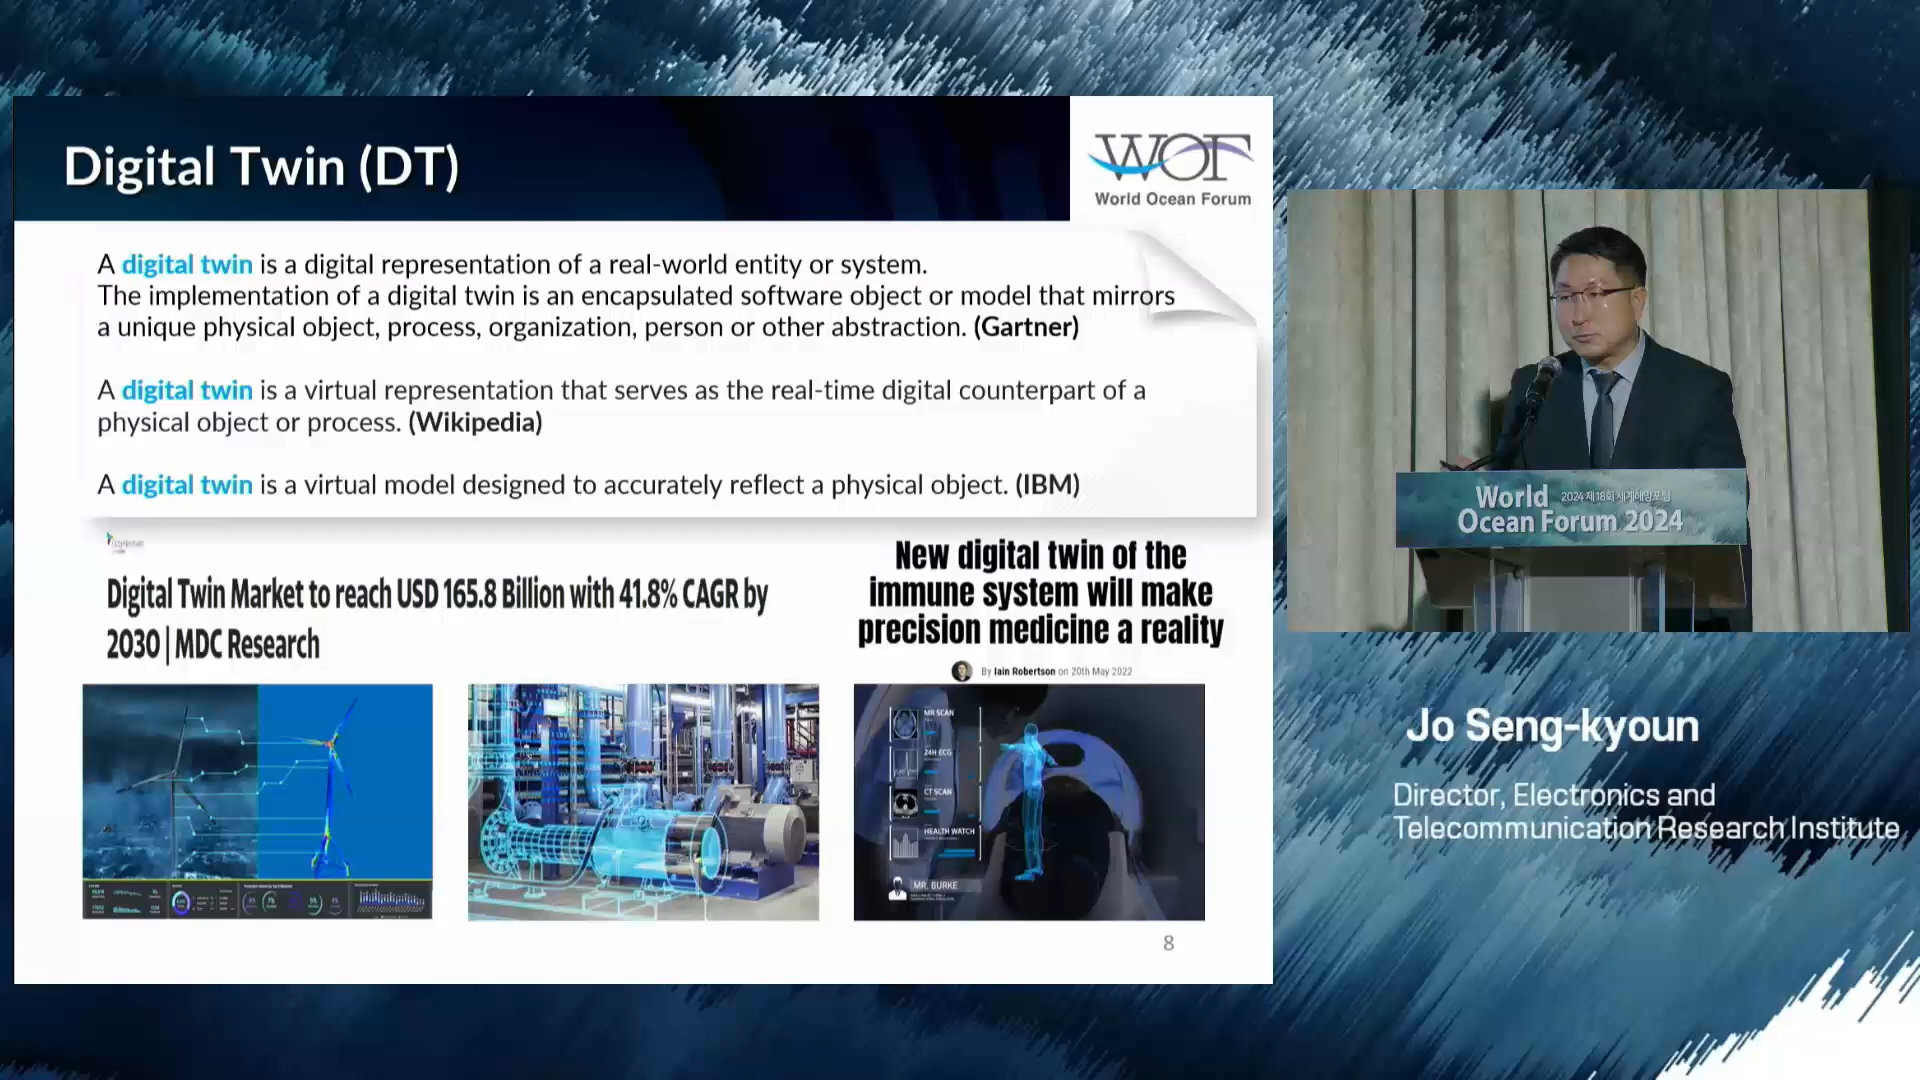 Digital Twin (DT)
WOF
World Ocean Forum
A digital twin is a digital representation of a real-world entity or system.
The implementation of a digital twin is an encapsulated software object or model that mirrors
a unique physical object, process, organization, person or other abstraction. (Gartner)
A digital twin is a virtual representation that serves as the real-time digital counterpart of a
physical object or process. (Wikipedia)
A digital twin is a virtual model designed to accurately reflect a physical object. (IBM)
Digital Twin Market to reach USD 165.8 Billion with 41.8% CAGR by
2030 | MDC Research
New digital twin of the
immune system will make
precision medicine a reality
By Iain Robertson on 20th May 2022
MR SCAN
24H ECG
CT SCAN
HEALTH WATCH
MR. BURKE
8
World 2024 제18회 세계해양포럼
Ocean Forum 2024
Jo Seng-kyoun
Director, Electronics and
Telecommunication Research Institute